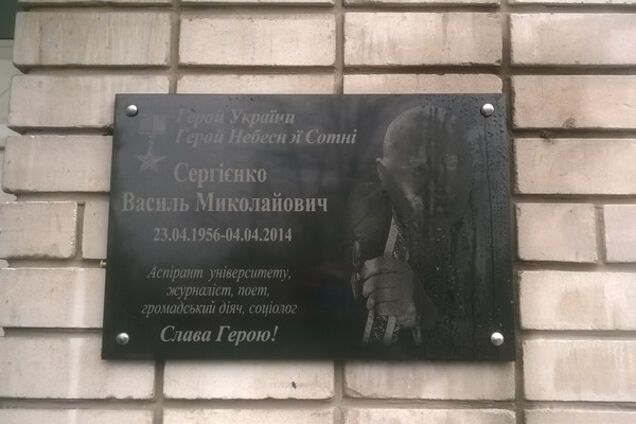 Герой України
Герой Небесної Сотні
Сергієнко
Василь Миколайович
23.04.1956-04.04.2014
Аспірант університету,
журналіст, поет,
громадський діяч, соціолог
Слава Герою!